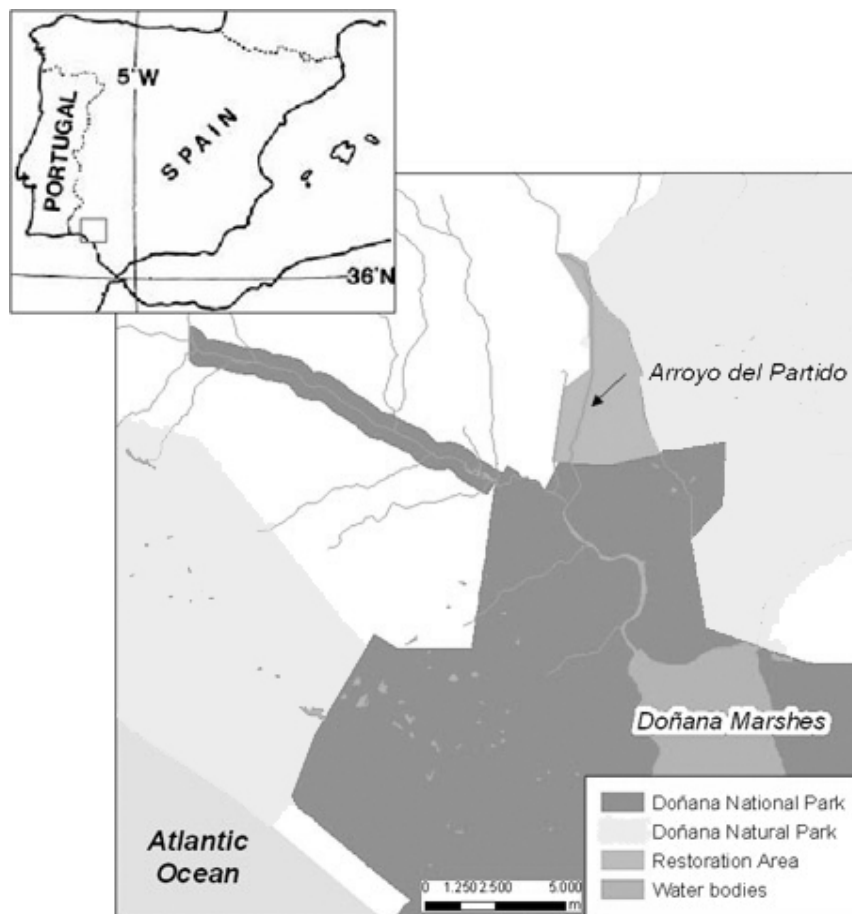 5°W
PORTUGAL
SPAIN
36°N
Arroyo del Partido
Doñana Marshes
Atlantic
Ocean
Doñana National Park
Doñana Natural Park
Restoration Area
Water bodies
0 1.250 2.500 5.000
m